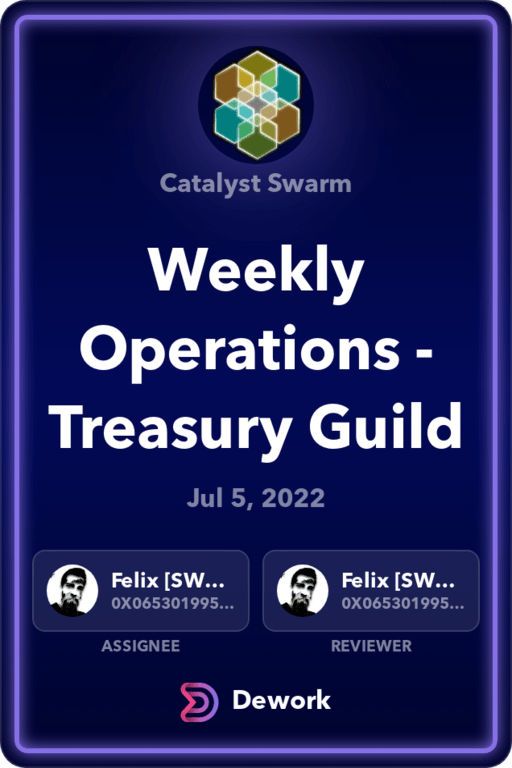 Catalyst Swarm
Weekly
Operations -
Treasury Guild
Jul 5, 2022
Felix [SW...
0X065301995...
ASSIGNEE
Felix [SW...
0X065301995...
REVIEWER
Dework